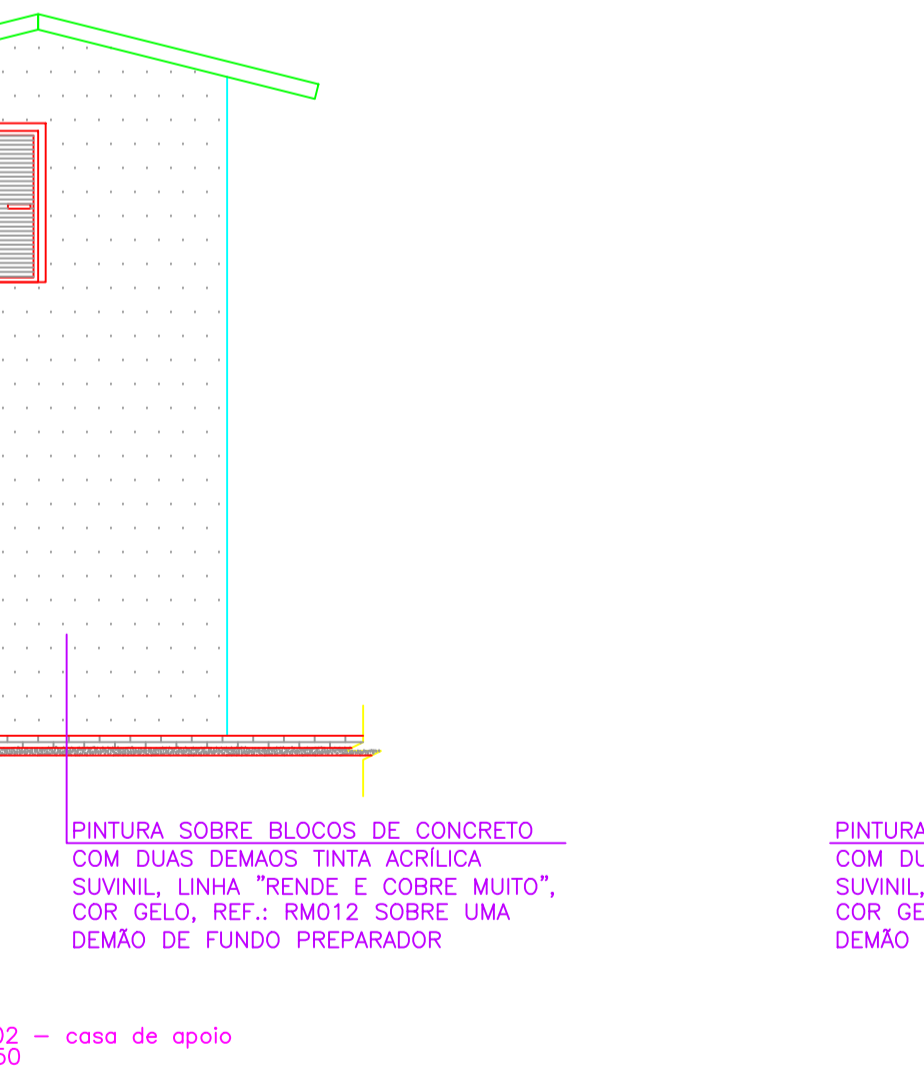 PINTURA SOBRE BLOCOS DE CONCRETO
COM DUAS DEMAOS TINTA ACRÍLICA
SUVINIL, LINHA ”RENDE E COBRE MUITO”,
COR GELO, REF.: RM012 SOBRE UMA
DEMÃO DE FUNDO PREPARADOR
PINTURA
COM DU
SUVINIL,
COR GE
DEMÃO
02 – casa de apoio
50